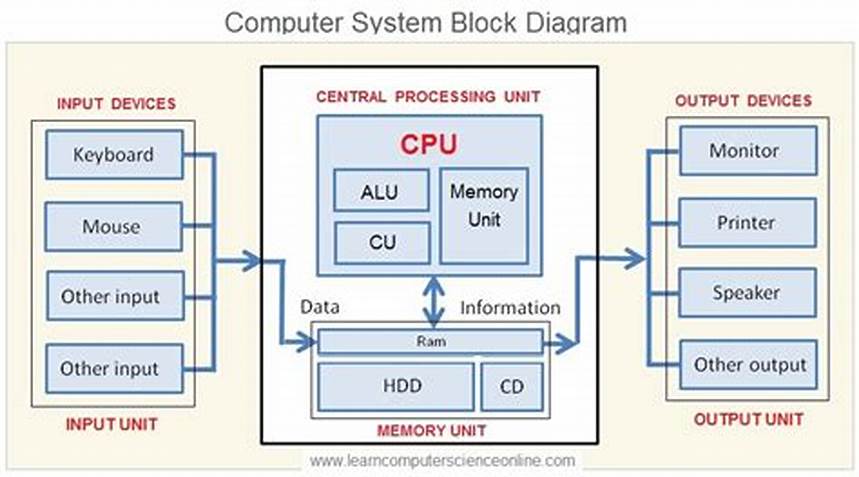 Computer System Block Diagram
INPUT DEVICES
Keyboard
Mouse
Other input
Other input
INPUT UNIT
CENTRAL PROCESSING UNIT
CPU
ALU
CU
Memory
Unit
Data
Information
Ram
HDD
CD
MEMORY UNIT
OUTPUT DEVICES
Monitor
Printer
Speaker
Other output
OUTPUT UNIT
www.learncomputerscienceonline.com